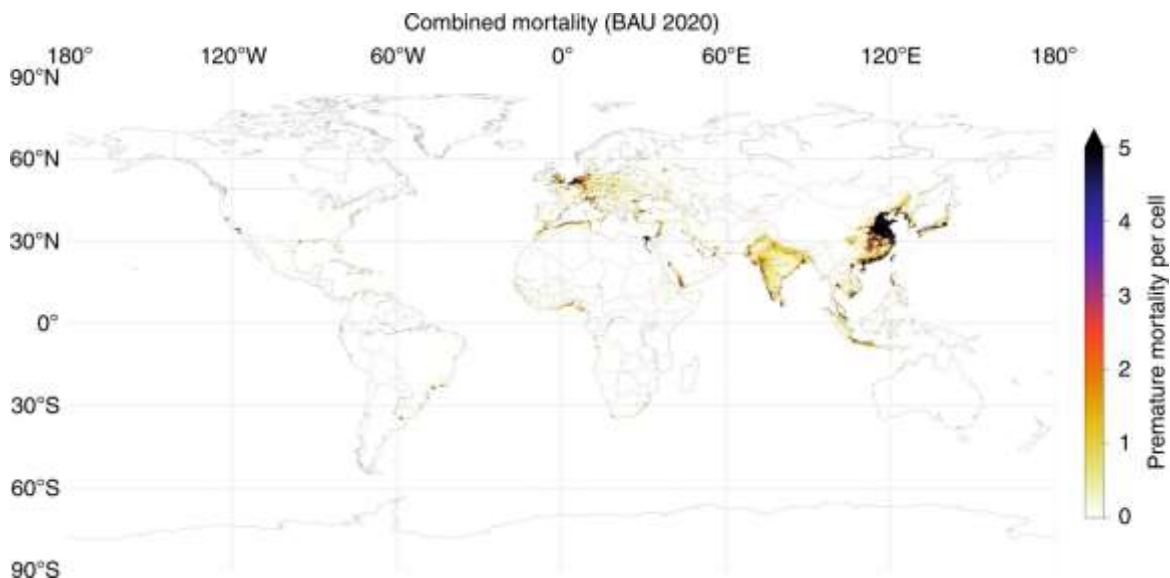 Combined mortality (BAU 2020)
180° 120°W 60°W 0° 60°E 120°E 180°
90°N
60°N
30°N
0°
30°S
60°S
90°S
5
4
3
2
1
0
Premature mortality per cell